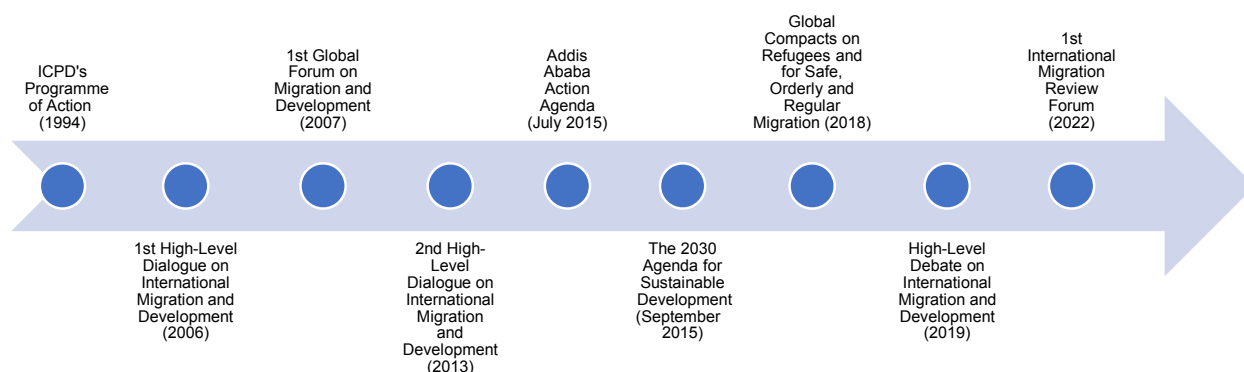 ICPD's
Programme
of Action
(1994)
1st High-Level
Dialogue on
International
Migration and
Development
(2006)
1st Global
Forum on
Migration and
Development
(2007)
2nd High-
Level
Dialogue on
International
Migration
and
Development
(2013)
Addis
Ababa
Action
Agenda
(July 2015)
The 2030
Agenda for
Sustainable
Development
(September
2015)
Global
Compacts on
Refugees and
for Safe,
Orderly and
Regular
Migration (2018)
High-Level
Debate on
International
Migration and
Development
(2019)
1st
International
Migration
Review
Forum
(2022)